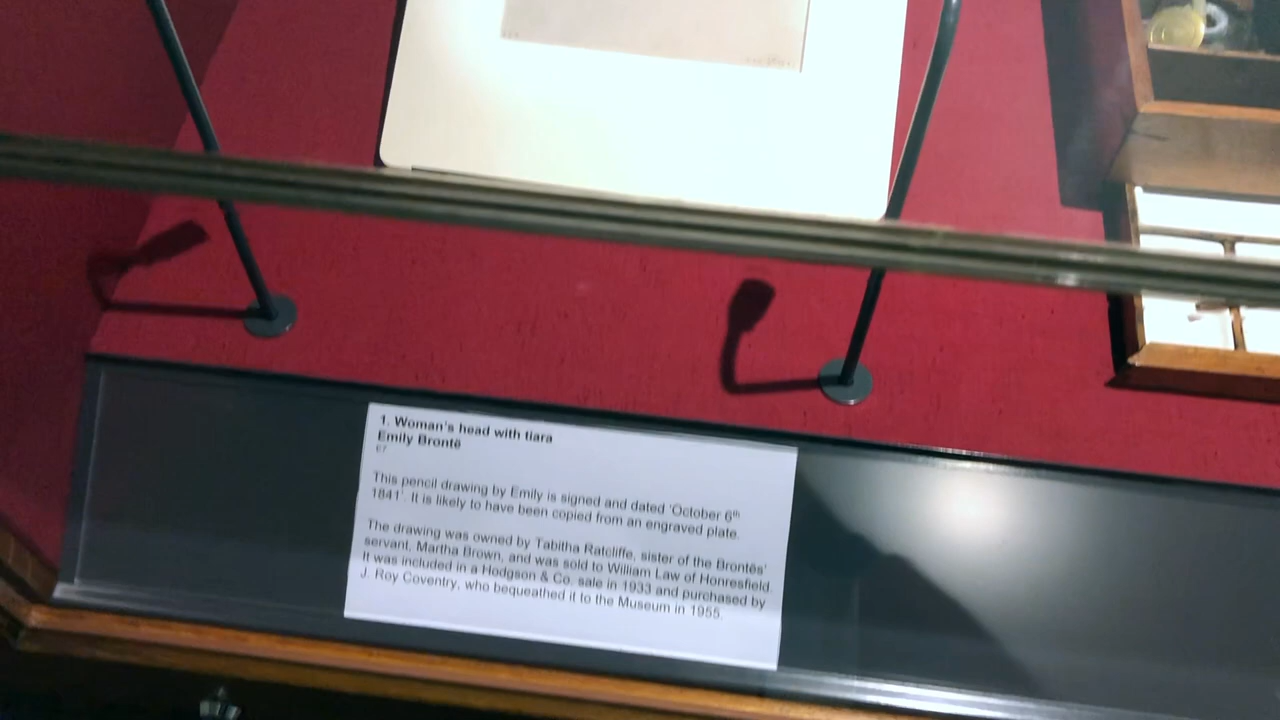 1. Woman's head with tiara
Emily Brontë
E7
This pencil drawing by Emily is signed and dated 'October 6th
1841'. It is likely to have been copied from an engraved plate.
The drawing was owned by Tabitha Ratcliffe, sister of the Brontës'
servant, Martha Brown, and was sold to William Law of Honresfield.
It was included in a Hodgson & Co. sale in 1933 and purchased by
J. Roy Coventry, who bequeathed it to the Museum in 1955.